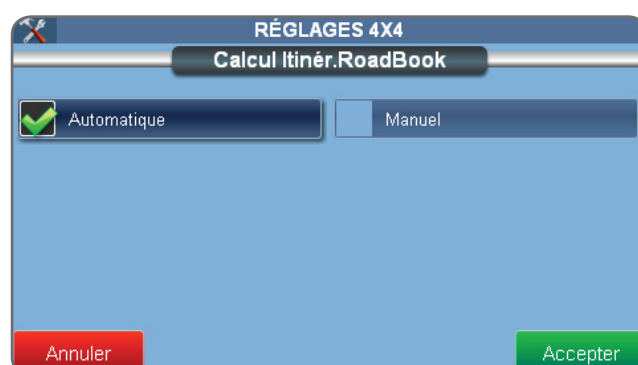 RÉGLAGES 4X4
Calcul Itinér.RoadBook
Automatique
Manuel
Annuler
Accepter